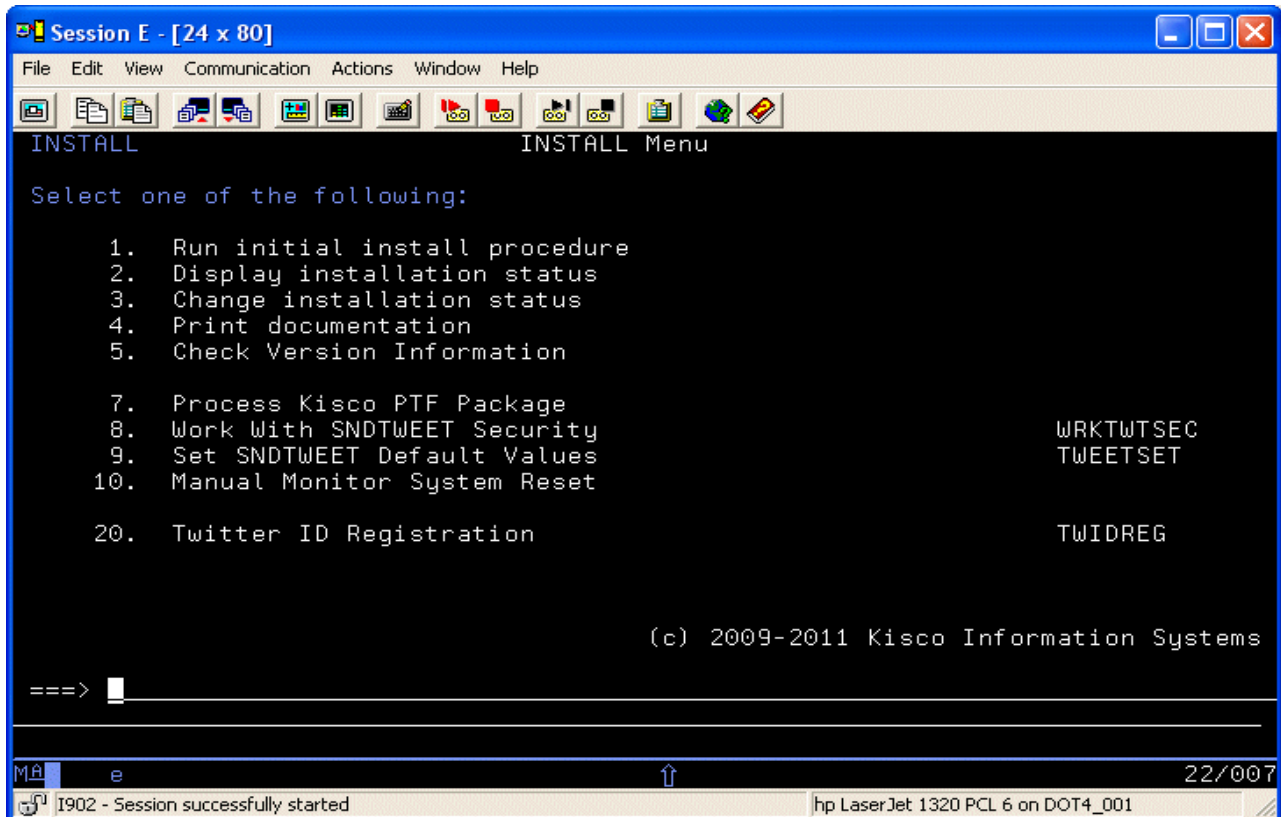 Session E - [24 x 80]
File Edit View Communication Actions Window Help
INSTALL INSTALL Menu
Select one of the following:
1. Run initial install procedure
2. Display installation status
3. Change installation status
4. Print documentation
5. Check Version Information
7. Process Kisco PTF Package
8. Work With SNDTWEET Security WRKTWTSEC
9. Set SNDTWEET Default Values TWEETSET
10. Manual Monitor System Reset
20. Twitter ID Registration TWIDREG
(c) 2009-2011 Kisco Information Systems
===>
MA e 22/007
I902 - Session successfully started hp LaserJet 1320 PCL 6 on DOT4_001